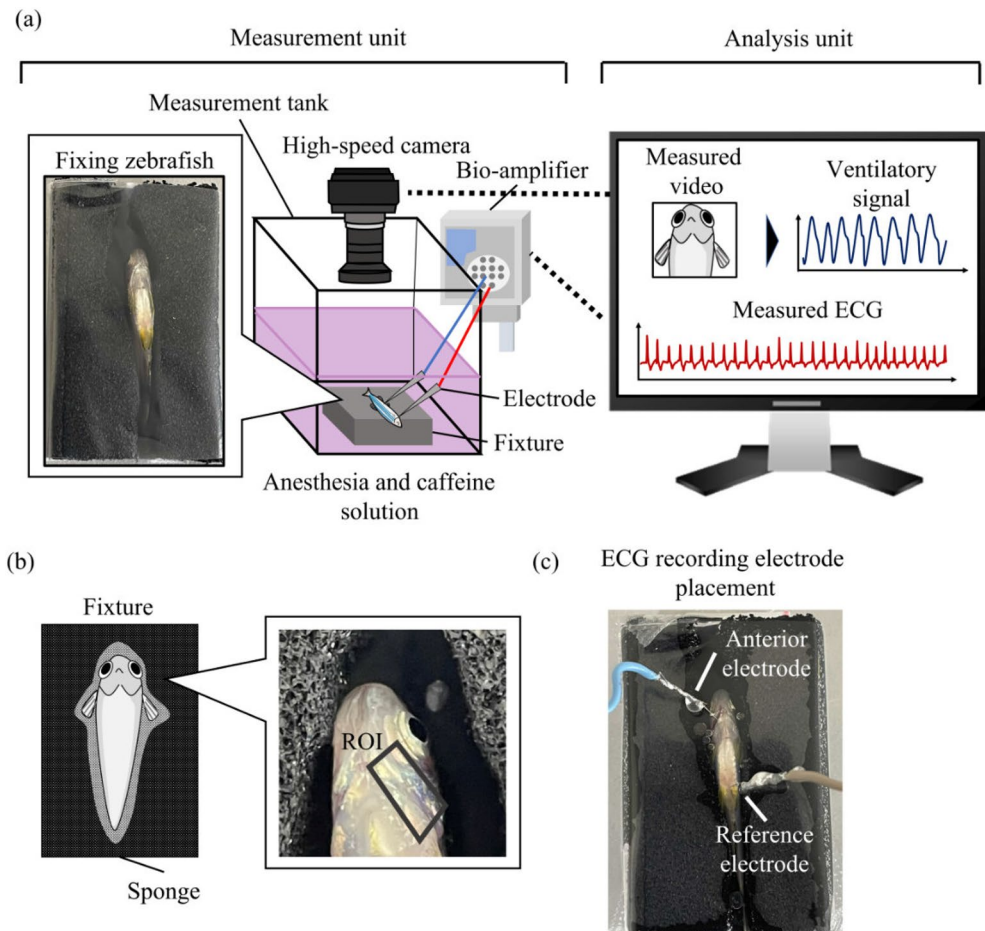 (a)
Measurement unit
Analysis unit
Measurement tank
High-speed camera
Bio-amplifier
Fixing zebrafish
Measured
video
Ventilatory
signal
Measured ECG
Electrode
Fixture
Anesthesia and caffeine
solution
(b)
Fixture
ROI
Sponge
(c)
ECG recording electrode
placement
Anterior
electrode
Reference
electrode